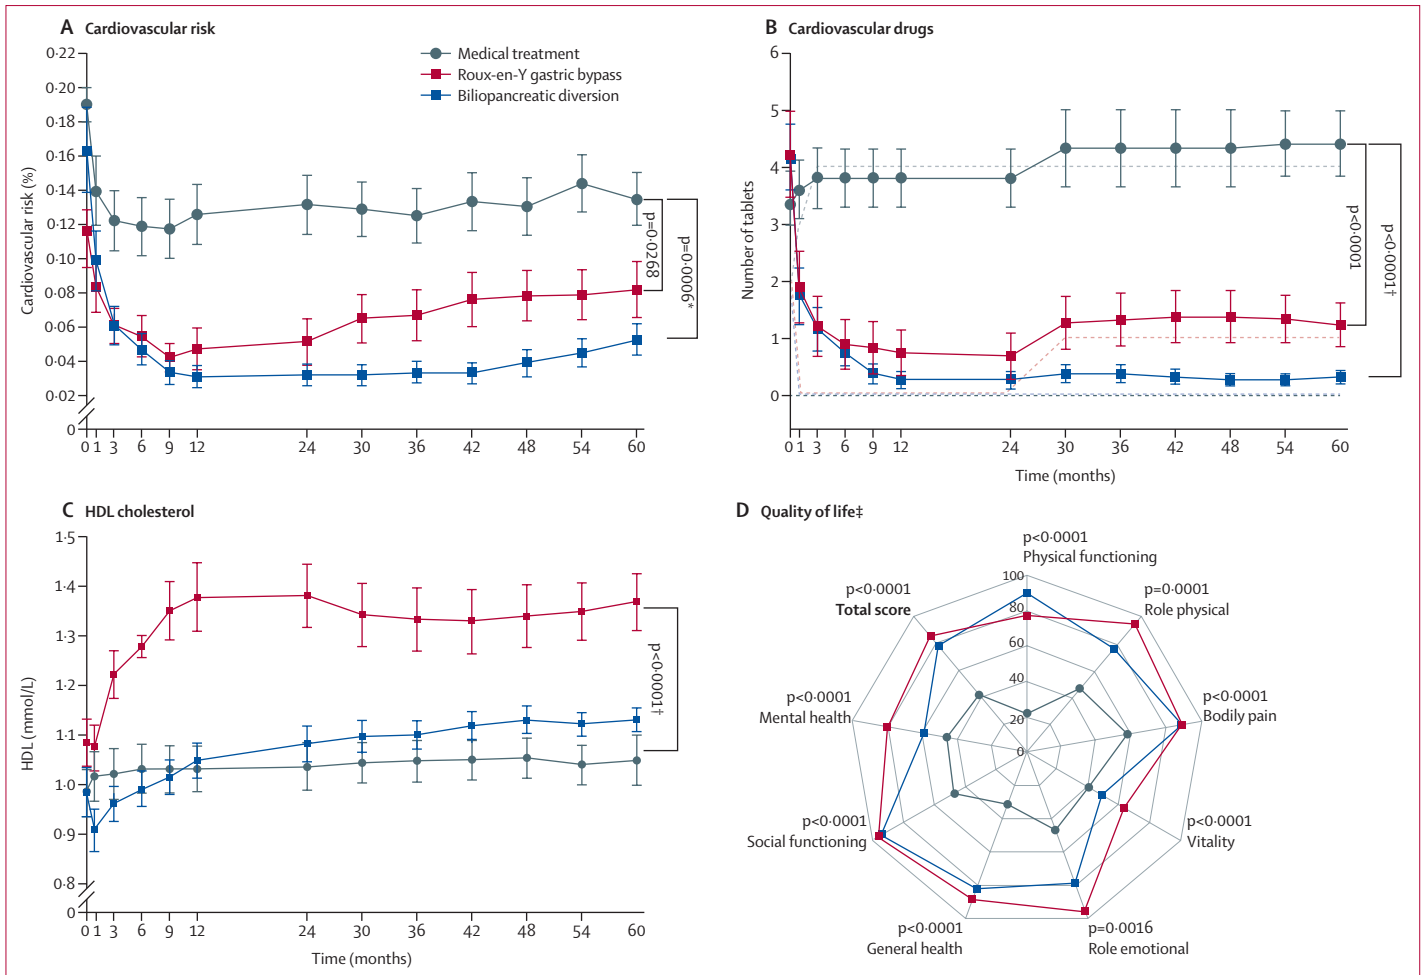 A Cardiovascular risk
0·22
0·20
0·18
0·16
0·14
0·12
0·10
0·08
0·06
0·04
0·02
0
Cardiovascular risk (%)
Medical treatment
Roux-en-Y gastric bypass
Biliopancreatic diversion
p=0·0268
p=0·0006*
0 1 3 6 9 12 24 30 36 42 48 54 60
B Cardiovascular drugs
6
5
4
3
2
1
0
Number of tablets
p<0·0001
p<0·0001†
0 1 3 6 9 12 24 30 36 42 48 54 60
Time (months)
C HDL cholesterol
1·5
1·4
1·3
1·2
1·1
1·0
0·9
0·8
0
HDL (mmol/L)
p<0·0001†
0 1 3 6 9 12 24 30 36 42 48 54 60
Time (months)
D Quality of life‡
p<0·0001
Physical functioning
p=0·0001
Role physical
p<0·0001
Bodily pain
p<0·0001
Vitality
p=0·0016
Role emotional
p<0·0001
General health
p<0·0001
Social functioning
p<0·0001
Mental health
p<0·0001
Total score
100
80
60
40
20
0